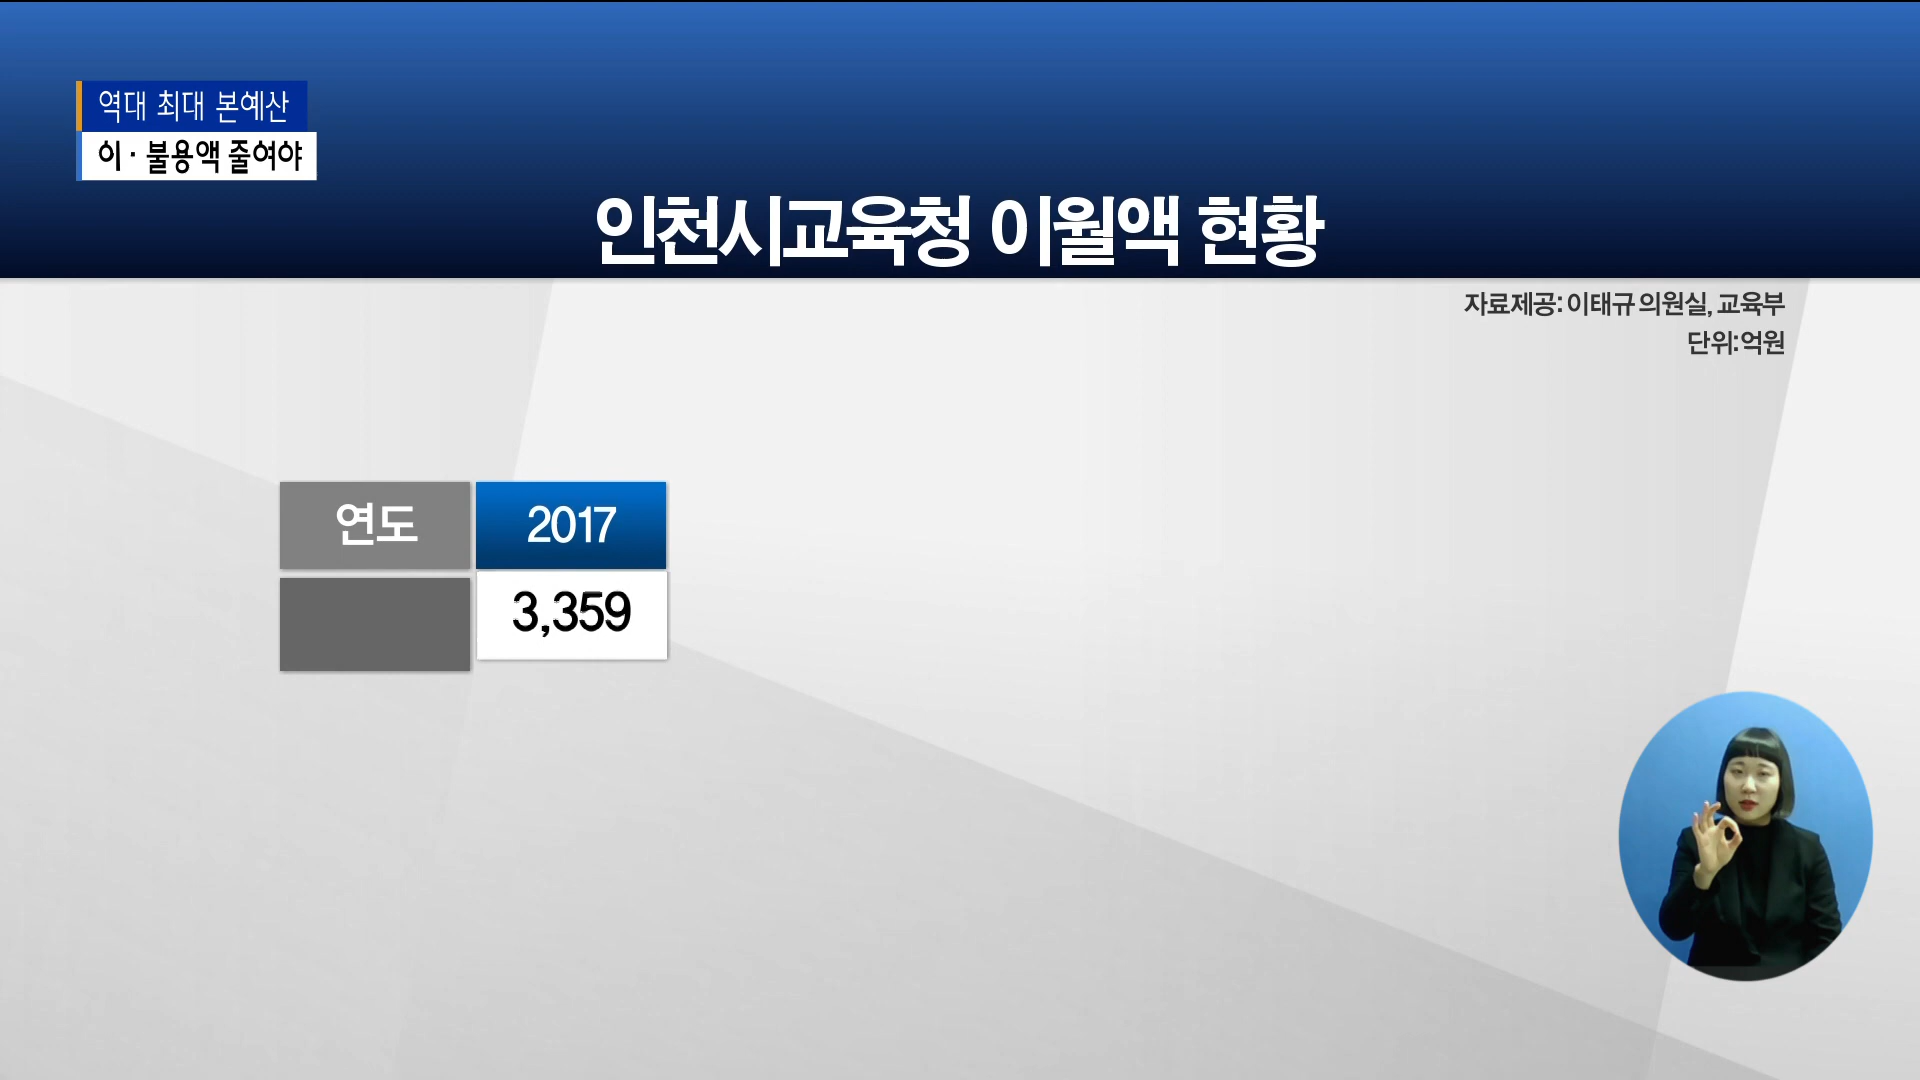 역대 최대 본예산
이·불용액 줄여야
인천시교육청 이월액 현황
자료제공: 이태규 의원실, 교육부
단위:억원
연도 2017
3,359